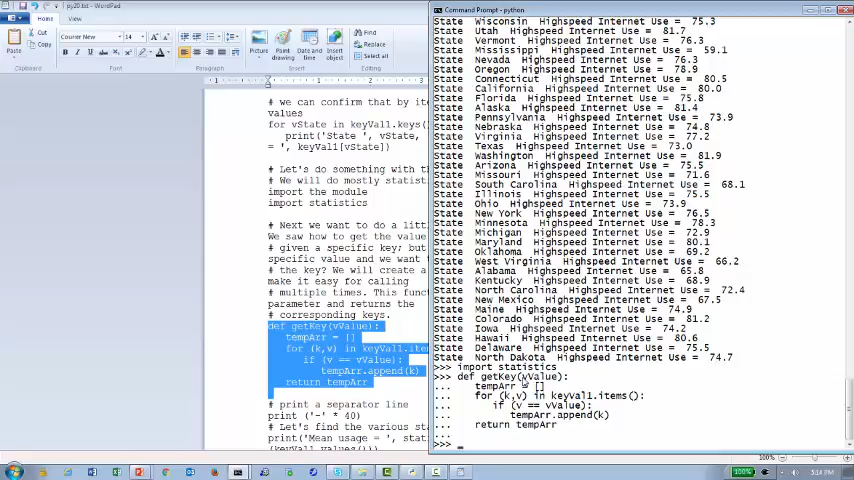 py20.txt - WordPad
Command Prompt - python
Home
View
Paste
Cut
Copy
Courier New
14
Picture
Paint drawing
Date and time
Insert object
Find
Replace
Select all
Clipboard
Font
Paragraph
Insert
Editing
# we can confirm that by ite
values
for vState in keyVal1.keys()
print('State ', vState,
= ', keyVal1[vState])
# Let's do something with th
# We will do mostly statisti
import the module
import statistics
# Next we want to do a littl
We saw how to get the value
# given a specific key; but
specific value and we want t
# the key? We will create a
make it easy for calling
# multiple times. This funct
parameter and returns the
# corresponding keys.
def getKey(vValue):
tempArr = []
for (k,v) in keyVal1.item
if (v == vValue):
tempArr.append(k)
return tempArr
# print a separator line
print ('-' * 40)
# Let's find the various sta
print('Mean usage = ', stati
(keyVal1.values()))
State Wisconsin Highspeed Internet Use = 75.3
State Utah Highspeed Internet Use = 81.7
State Vermont Highspeed Internet Use = 76.3
State Mississippi Highspeed Internet Use = 59.1
State Nevada Highspeed Internet Use = 76.3
State Oregon Highspeed Internet Use = 78.9
State Connecticut Highspeed Internet Use = 80.5
State California Highspeed Internet Use = 80.0
State Florida Highspeed Internet Use = 75.8
State Alaska Highspeed Internet Use = 81.4
State Pennsylvania Highspeed Internet Use = 73.9
State Nebraska Highspeed Internet Use = 74.8
State Virginia Highspeed Internet Use = 77.2
State Texas Highspeed Internet Use = 73.0
State Washington Highspeed Internet Use = 81.9
State Arizona Highspeed Internet Use = 75.5
State Missouri Highspeed Internet Use = 71.6
State South Carolina Highspeed Internet Use = 68.1
State Illinois Highspeed Internet Use = 75.5
State Ohio Highspeed Internet Use = 73.9
State New York Highspeed Internet Use = 76.5
State Minnesota Highspeed Internet Use = 78.3
State Michigan Highspeed Internet Use = 72.9
State Maryland Highspeed Internet Use = 80.1
State Oklahoma Highspeed Internet Use = 69.2
State West Virginia Highspeed Internet Use = 66.2
State Alabama Highspeed Internet Use = 65.8
State Kentucky Highspeed Internet Use = 68.9
State North Carolina Highspeed Internet Use = 72.4
State New Mexico Highspeed Internet Use = 67.5
State Maine Highspeed Internet Use = 74.9
State Colorado Highspeed Internet Use = 81.2
State Iowa Highspeed Internet Use = 74.2
State Hawaii Highspeed Internet Use = 80.6
State Delaware Highspeed Internet Use = 75.5
State North Dakota Highspeed Internet Use = 74.7
>>> import statistics
>>> def getKey(vValue):
... tempArr = []
... for (k,v) in keyVal1.items():
... if (v == vValue):
... tempArr.append(k)
... return tempArr
...
>>>
100%
100%
5:14 PM